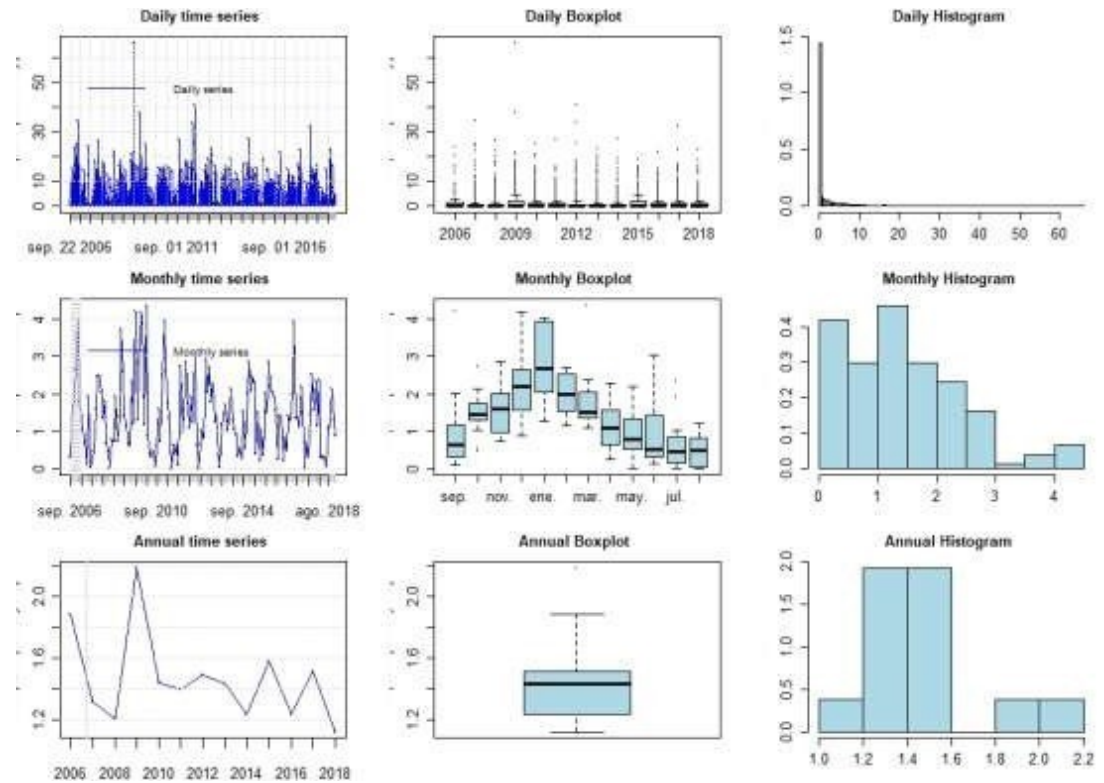 Daily time series
50
30
10
0
Daily series
sep. 22 2006 sep. 01 2011 sep. 01 2016
Daily Boxplot
50
30
10
0
2006 2009 2012 2015 2018
Daily Histogram
1.5
1.0
0.5
0.0
0 10 20 30 40 50 60
Monthly time series
4
3
2
1
0
Monthly series
sep. 2006 sep. 2010 sep. 2014 ago. 2018
Monthly Boxplot
4
3
2
1
0
sep. nov. ene. mar. may. jul.
Monthly Histogram
0.4
0.3
0.2
0.1
0.0
0 1 2 3 4
Annual time series
2.0
1.6
1.2
2006 2008 2010 2012 2014 2016 2018
Annual Boxplot
2.0
1.6
1.2
Annual Histogram
2.0
1.5
1.0
0.5
0.0
1.0 1.2 1.4 1.6 1.8 2.0 2.2